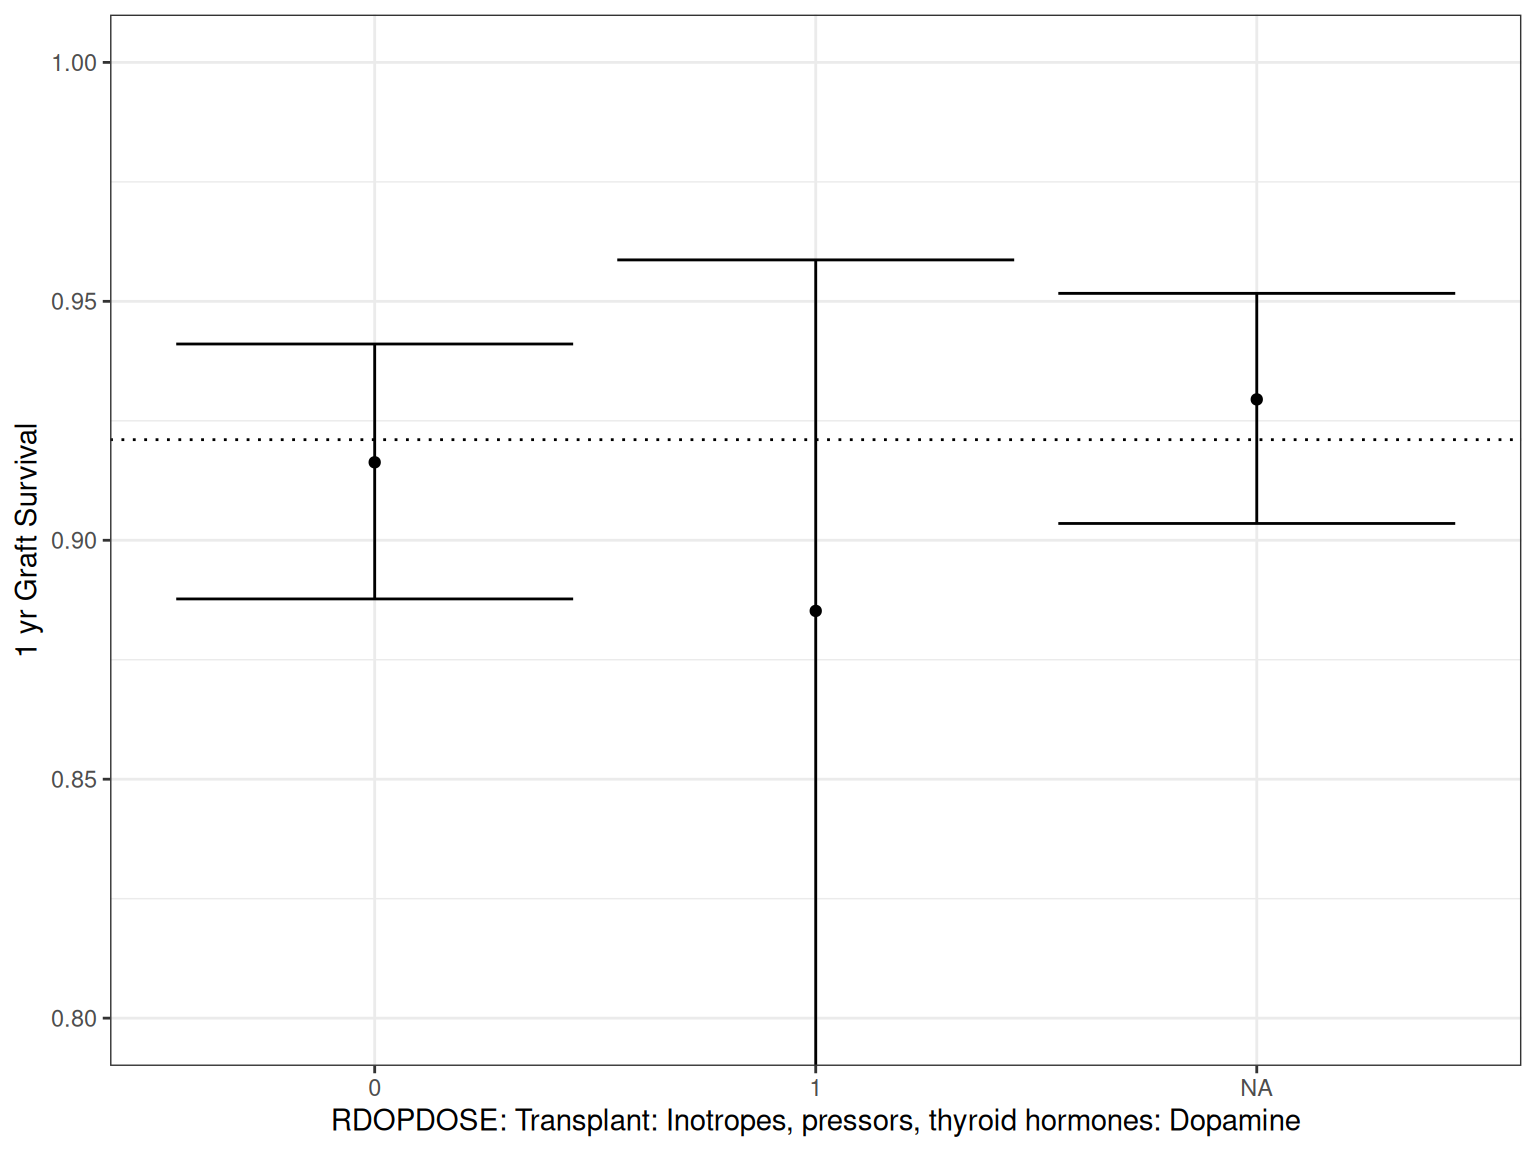 1.00
0.95
0.90
0.85
0.80
1 yr Graft Survival
0 1 NA
RDOPDOSE: Transplant: Inotropes, pressors, thyroid hormones: Dopamine